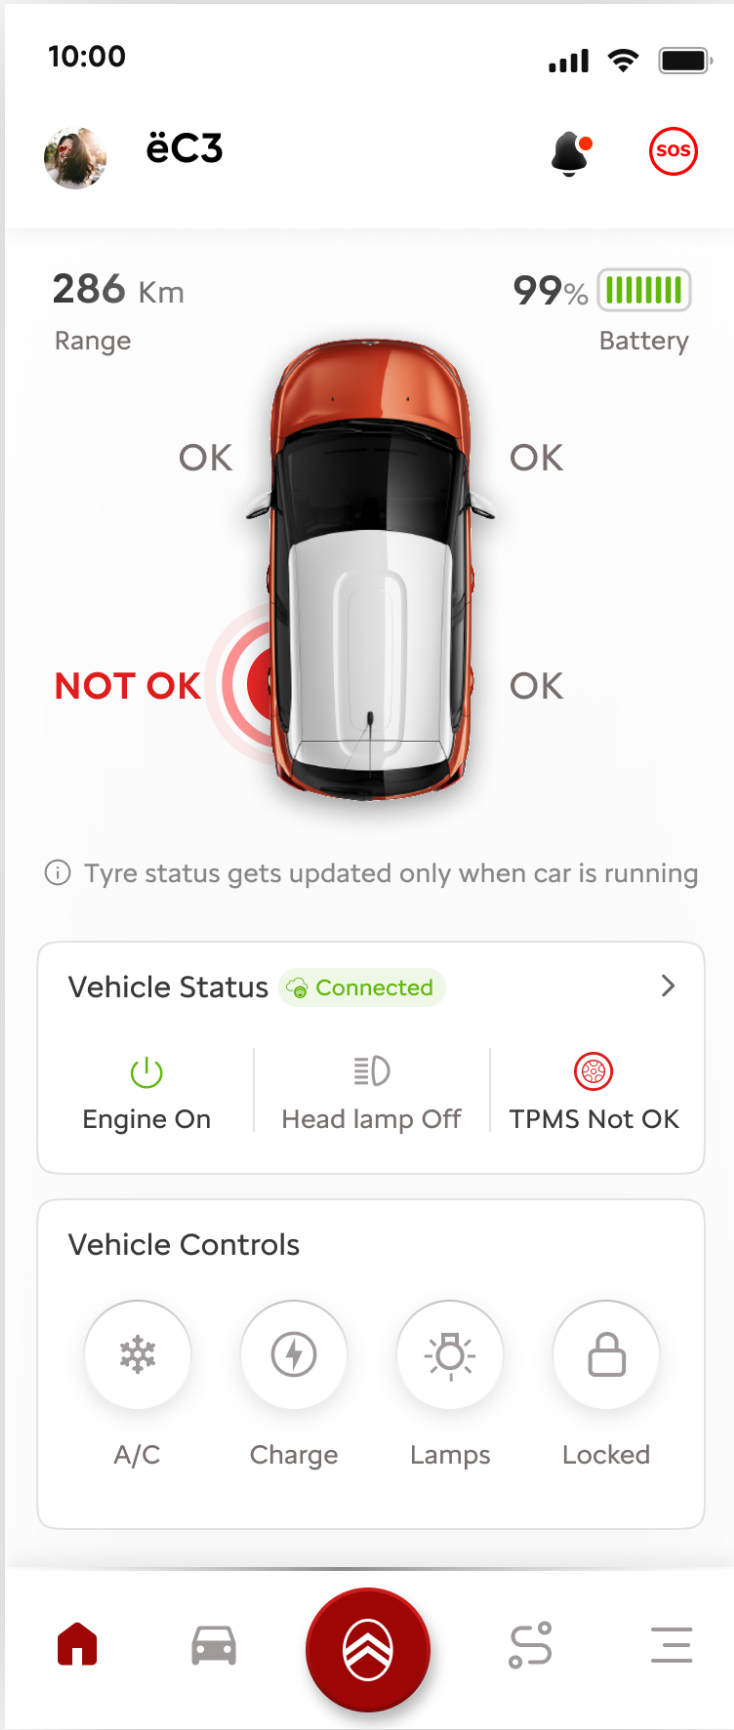 10:00
ëC3
SOS
286 Km
99%
Range
Battery
OK
OK
NOT OK
OK
Tyre status gets updated only when car is running
Vehicle Status
Connected
Engine On
Head lamp Off
TPMS Not OK
Vehicle Controls
A/C
Charge
Lamps
Locked